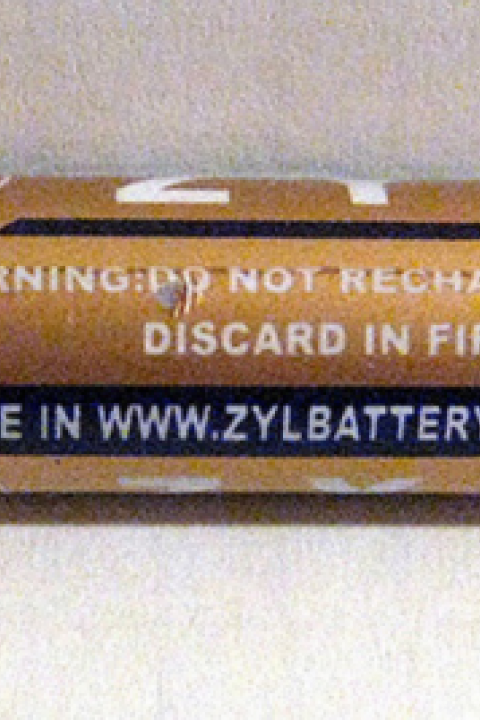 RNING:DO NOT RECHA
DISCARD IN FI
E IN WWW.ZYLBATTERY